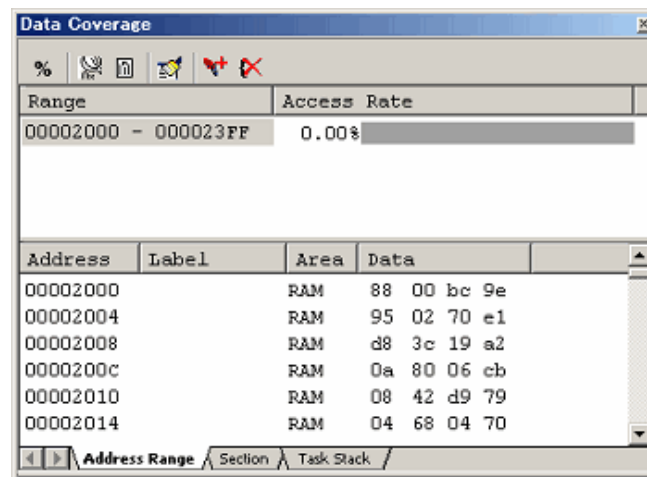 Data Coverage
%
Range Access Rate
00002000 - 000023FF 0.00%
Address Label Area Data
00002000 RAM 88 00 bc 9e
00002004 RAM 95 02 70 e1
00002008 RAM d8 3c 19 a2
0000200C RAM 0a 80 06 cb
00002010 RAM 08 42 d9 79
00002014 RAM 04 68 04 70
Address Range Section Task Stack